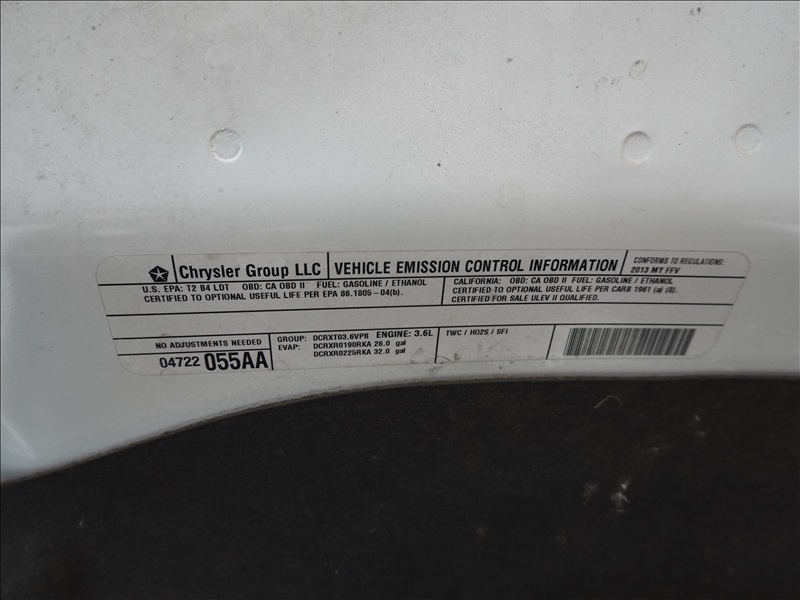 Chrysler Group LLC
VEHICLE EMISSION CONTROL INFORMATION
CONFORMS TO REGULATIONS:
2013 MY FFV
U.S. EPA: T2 B4 LDT OBD: CA OBD II FUEL: GASOLINE / ETHANOL
CERTIFIED TO OPTIONAL USEFUL LIFE PER EPA 86.1805-04(b).
CALIFORNIA: OBD: CA OBD II FUEL: GASOLINE / ETHANOL
CERTIFIED TO OPTIONAL USEFUL LIFE PER CARB 1961 (a) (8).
CERTIFIED FOR SALE ULEV II QUALIFIED.
NO ADJUSTMENTS NEEDED
04722 055AA
GROUP: DCRXT03.6VP8 ENGINE: 3.6L
EVAP: DCRXR0190RKA 26.0 gal
DCRXR0225RKA 32.0 gal
TWC / HO2S / SFI